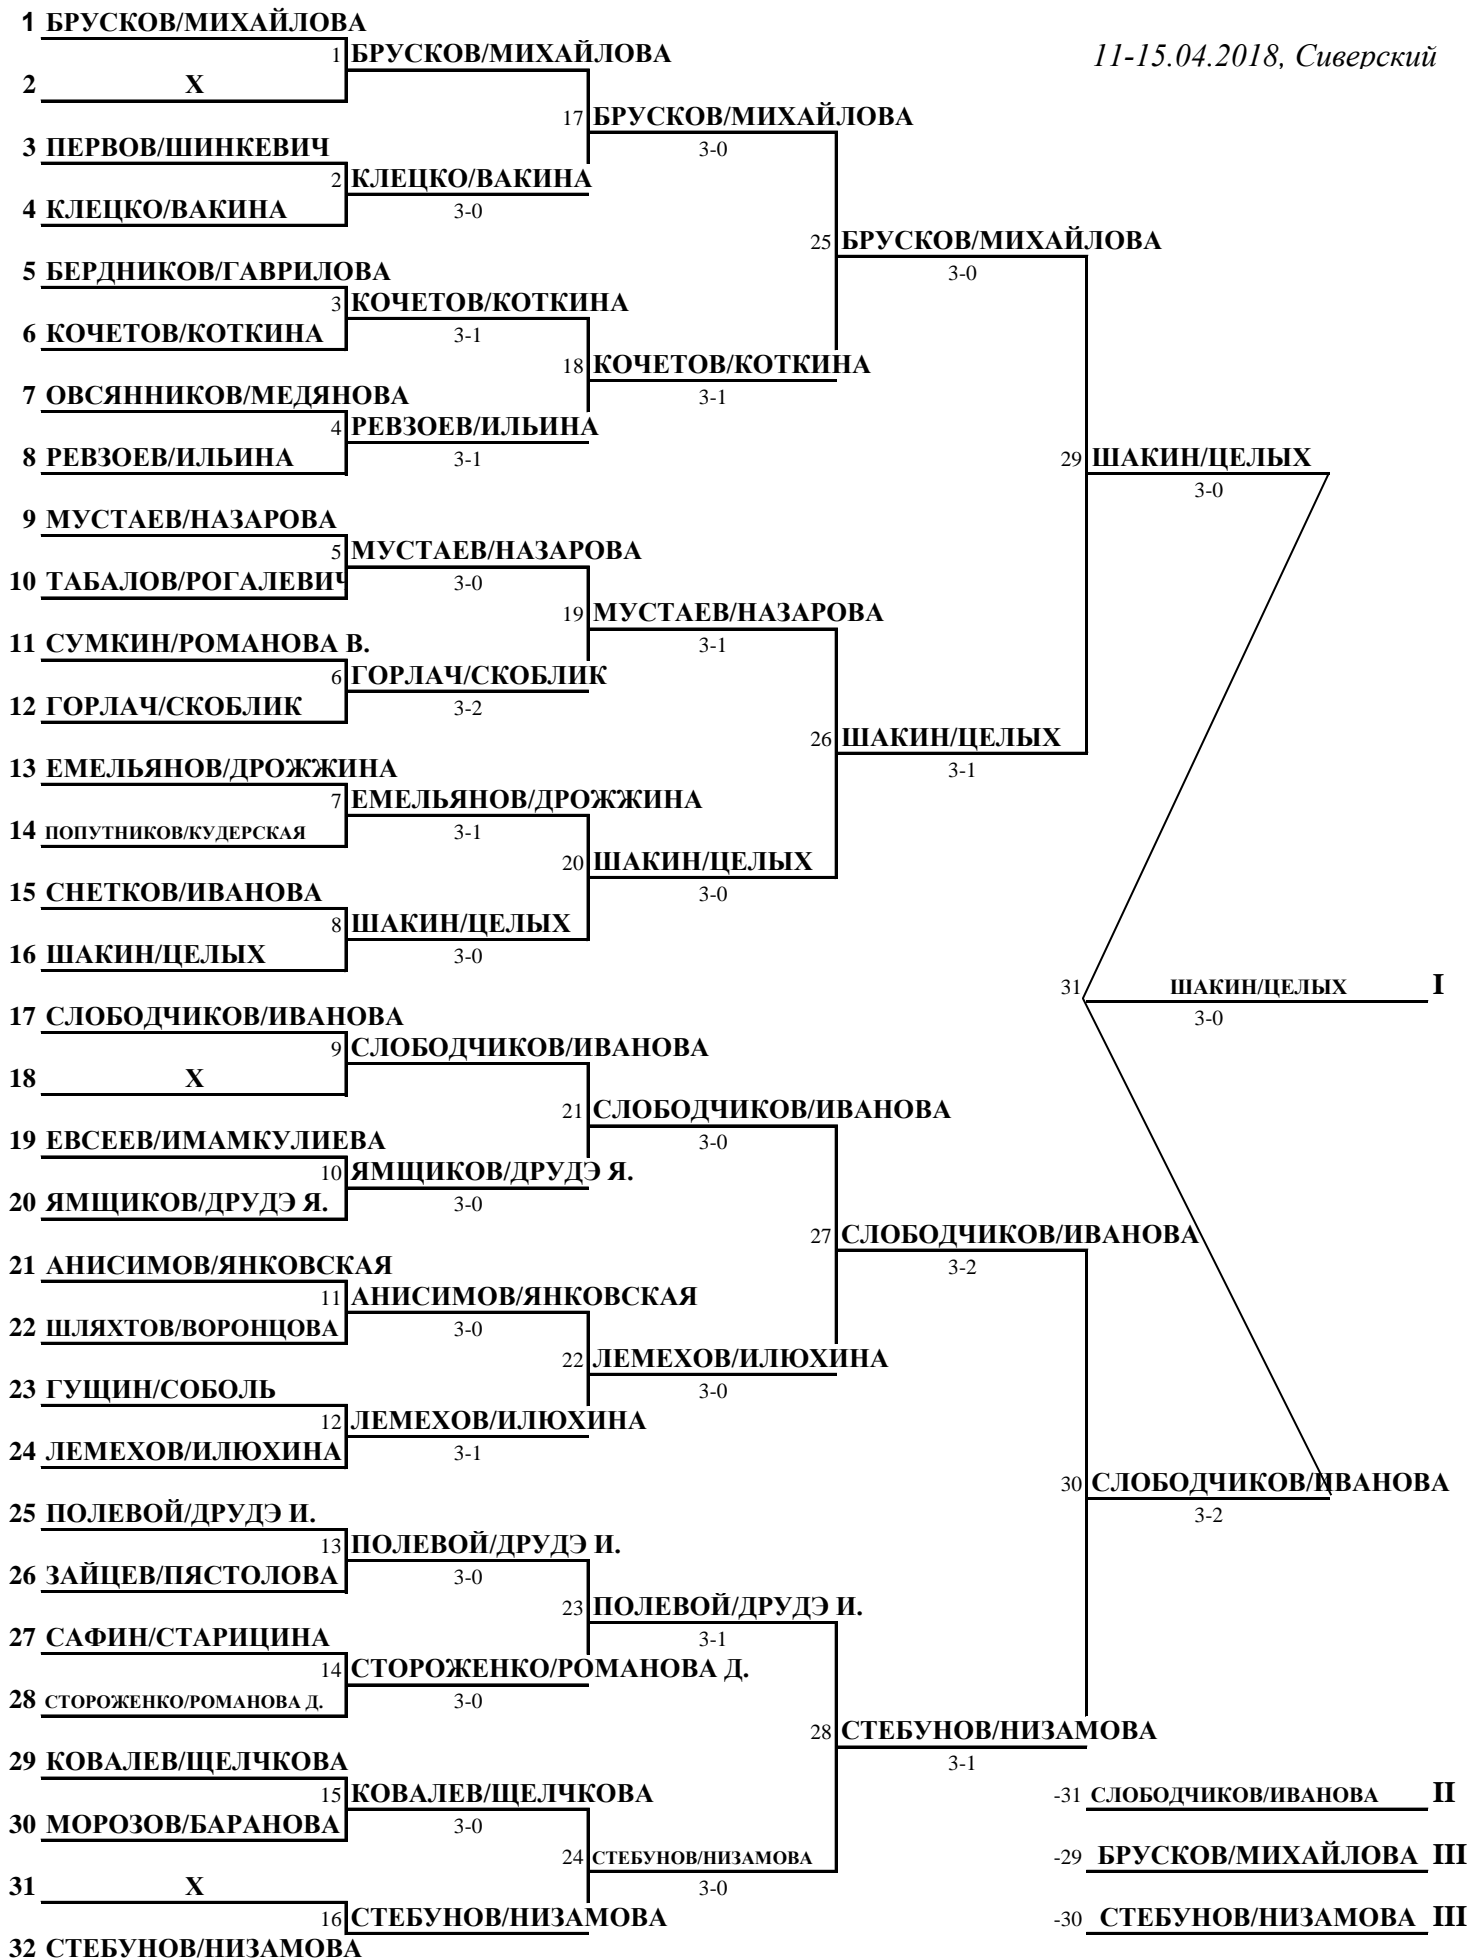 1 БРУСКОВ/МИХАЙЛОВА
1 БРУСКОВ/МИХАЙЛОВА
11-15.04.2018, Сиверский
2 X
17 БРУСКОВ/МИХАЙЛОВА
3-0
3 ПЕРВОВ/ШИНКЕВИЧ
2 КЛЕЦКО/ВАКИНА
3-0
4 КЛЕЦКО/ВАКИНА
25 БРУСКОВ/МИХАЙЛОВА
3-0
5 БЕРДНИКОВ/ГАВРИЛОВА
3 КОЧЕТОВ/КОТКИНА
3-1
6 КОЧЕТОВ/КОТКИНА
18 КОЧЕТОВ/КОТКИНА
3-1
7 ОВСЯННИКОВ/МЕДЯНОВА
4 РЕВЗОЕВ/ИЛЬИНА
3-1
8 РЕВЗОЕВ/ИЛЬИНА
29 ШАКИН/ЦЕЛЫХ
3-0
9 МУСТАЕВ/НАЗАРОВА
5 МУСТАЕВ/НАЗАРОВА
3-0
10 ТАБАЛОВ/РОГАЛЕВИЧ
19 МУСТАЕВ/НАЗАРОВА
3-1
11 СУМКИН/РОМАНОВА В.
6 ГОРЛАЧ/СКОБЛИК
3-2
12 ГОРЛАЧ/СКОБЛИК
26 ШАКИН/ЦЕЛЫХ
3-1
13 ЕМЕЛЬЯНОВ/ДРОЖЖИНА
7 ЕМЕЛЬЯНОВ/ДРОЖЖИНА
3-1
14 ПОПУТНИКОВ/КУДЕРСКАЯ
20 ШАКИН/ЦЕЛЫХ
3-0
15 СНЕТКОВ/ИВАНОВА
8 ШАКИН/ЦЕЛЫХ
3-0
16 ШАКИН/ЦЕЛЫХ
31 ШАКИН/ЦЕЛЫХ I
3-0
17 СЛОБОДЧИКОВ/ИВАНОВА
9 СЛОБОДЧИКОВ/ИВАНОВА
18 X
21 СЛОБОДЧИКОВ/ИВАНОВА
3-0
19 ЕВСЕЕВ/ИМАМКУЛИЕВА
10 ЯМЩИКОВ/ДРУДЭ Я.
3-0
20 ЯМЩИКОВ/ДРУДЭ Я.
27 СЛОБОДЧИКОВ/ИВАНОВА
3-2
21 АНИСИМОВ/ЯНКОВСКАЯ
11 АНИСИМОВ/ЯНКОВСКАЯ
3-0
22 ШЛЯХТОВ/ВОРОНЦОВА
22 ЛЕМЕХОВ/ИЛЮХИНА
3-0
23 ГУЩИН/СОБОЛЬ
12 ЛЕМЕХОВ/ИЛЮХИНА
3-1
24 ЛЕМЕХОВ/ИЛЮХИНА
30 СЛОБОДЧИКОВ/ИВАНОВА
3-2
25 ПОЛЕВОЙ/ДРУДЭ И.
13 ПОЛЕВОЙ/ДРУДЭ И.
3-0
26 ЗАЙЦЕВ/ПЯСТОЛОВА
23 ПОЛЕВОЙ/ДРУДЭ И.
3-1
27 САФИН/СТАРИЦИНА
14 СТОРОЖЕНКО/РОМАНОВА Д.
3-0
28 СТОРОЖЕНКО/РОМАНОВА Д.
28 СТЕБУНОВ/НИЗАМОВА
3-1
29 КОВАЛЕВ/ЩЕЛЧКОВА
15 КОВАЛЕВ/ЩЕЛЧКОВА
3-0
-31 СЛОБОДЧИКОВ/ИВАНОВА II
30 МОРОЗОВ/БАРАНОВА
24 СТЕБУНОВ/НИЗАМОВА
3-0
-29 БРУСКОВ/МИХАЙЛОВА III
31 X
16 СТЕБУНОВ/НИЗАМОВА
-30 СТЕБУНОВ/НИЗАМОВА III
32 СТЕБУНОВ/НИЗАМОВА